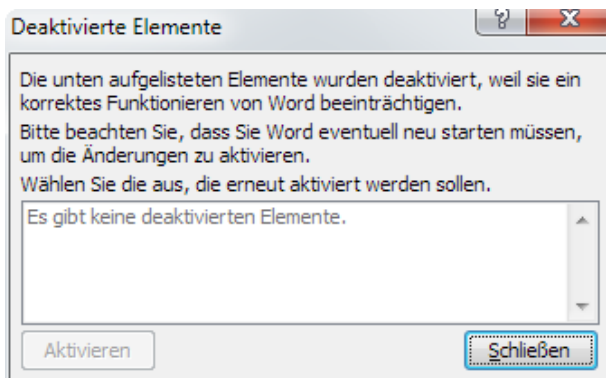 Deaktivierte Elemente
?
Die unten aufgelisteten Elemente wurden deaktiviert, weil sie ein
korrektes Funktionieren von Word beeinträchtigen.
Bitte beachten Sie, dass Sie Word eventuell neu starten müssen,
um die Änderungen zu aktivieren.
Wählen Sie die aus, die erneut aktiviert werden sollen.
Es gibt keine deaktivierten Elemente.
Aktivieren
Schließen